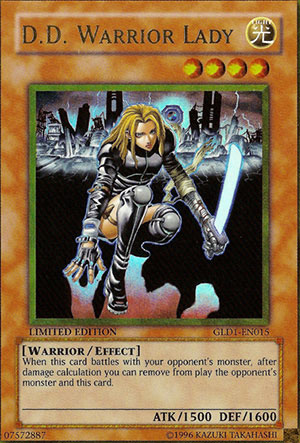 D.D. WARRIOR LADY
LIGHT
光
LIMITED EDITION GLD1-EN015
[WARRIOR / EFFECT]
When this card battles with your opponent's monster, after
damage calculation you can remove from play the opponent's
monster and this card.
ATK/1500 DEF/1600
07572887 ©1996 KAZUKI TAKAHASHI